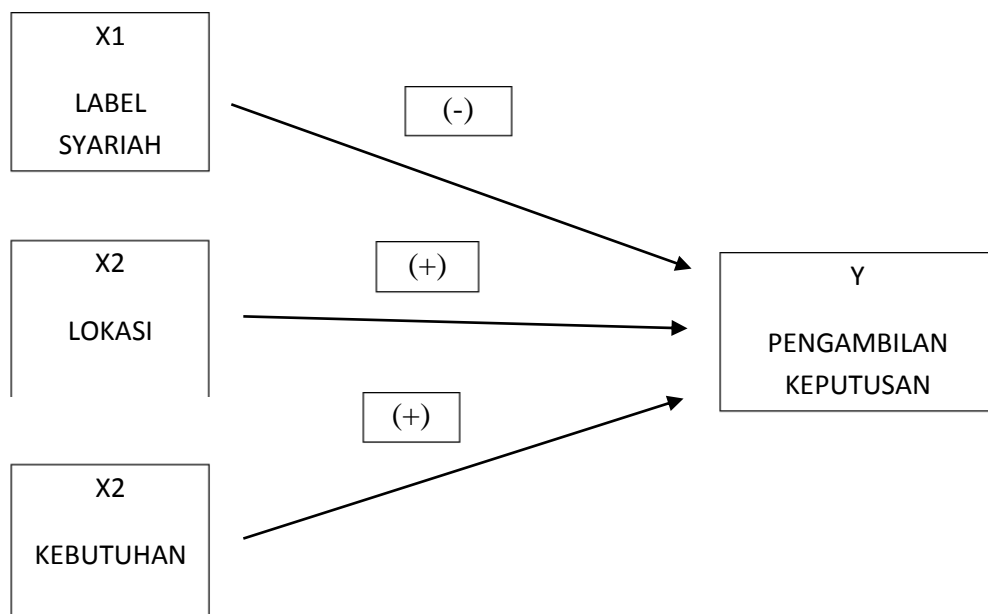 X1
LABEL
SYARIAH
(-)
X2
LOKASI
(+)
Y
PENGAMBILAN
KEPUTUSAN
(+)
X2
KEBUTUHAN